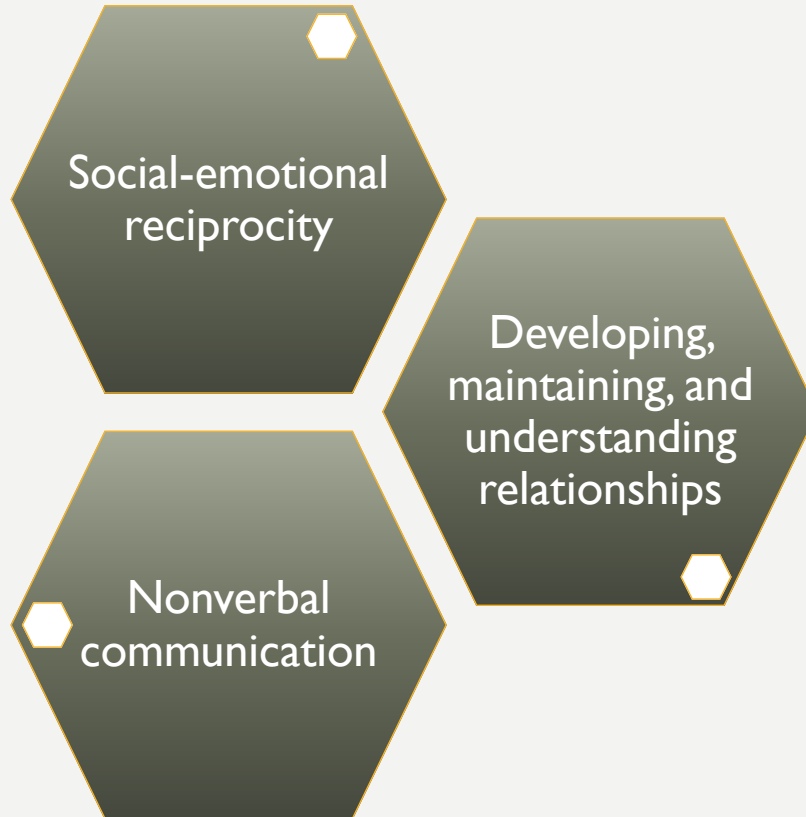 Social-emotional
reciprocity
Developing,
maintaining, and
understanding
relationships
Nonverbal
communication